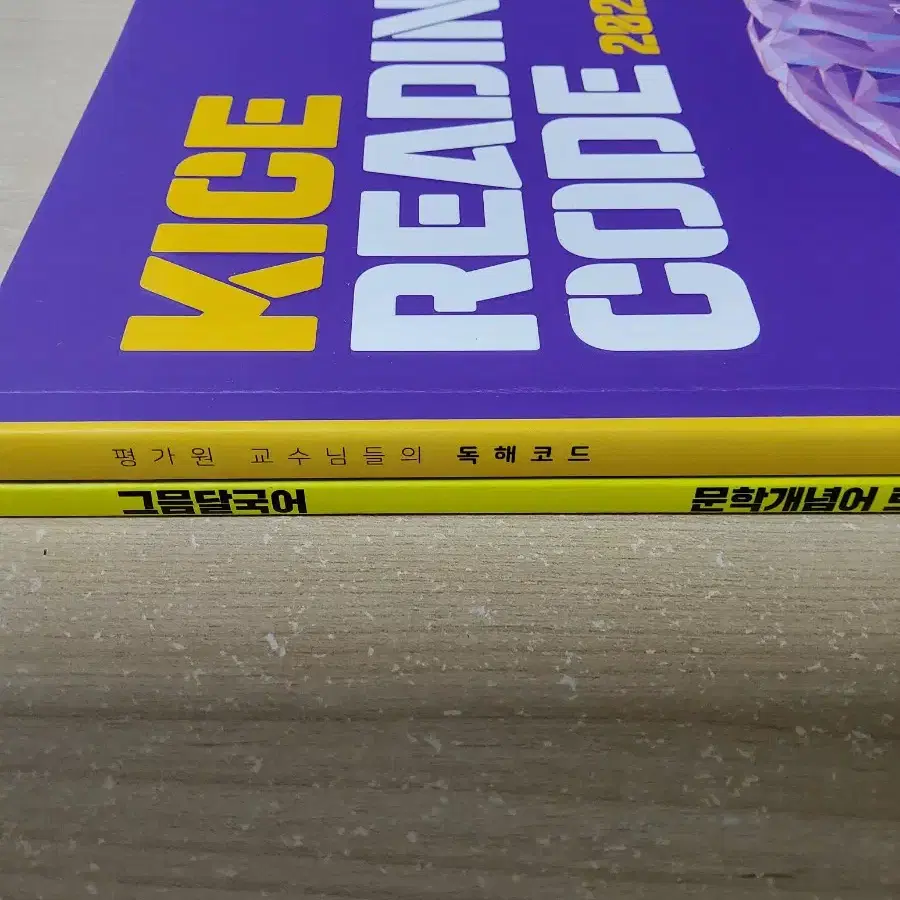 KICE
READIN
CODE
282
평가원 교수님들의 독해코드
그믐달국어 문학개념어